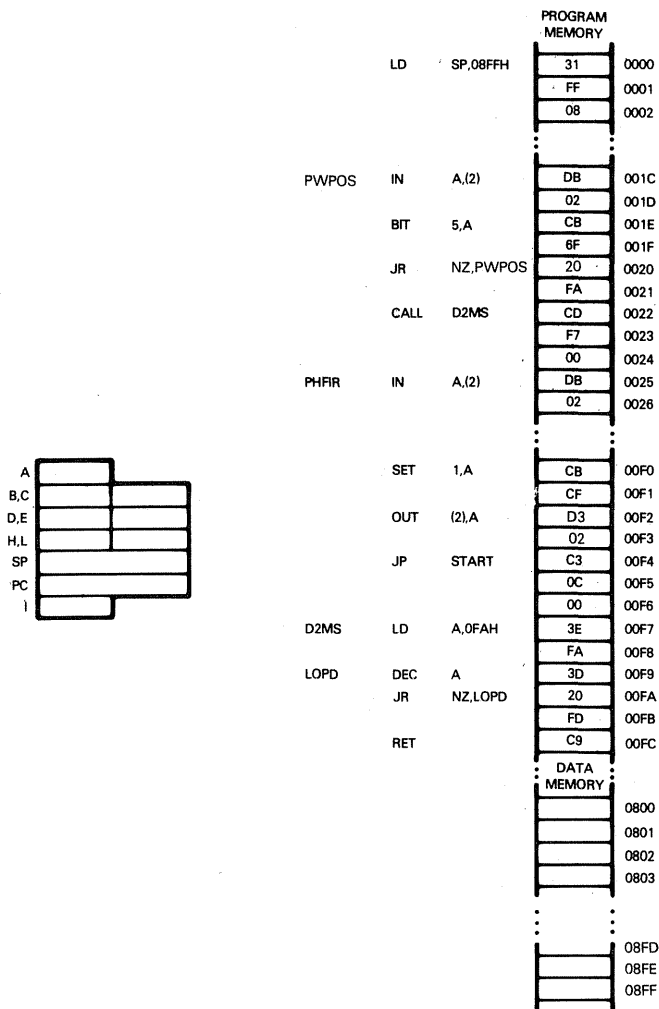 PROGRAM
MEMORY
LD SP,08FFH 31 0000
FF 0001
08 0002
PWPOS IN A,(2) DB 001C
02 001D
BIT 5,A CB 001E
6F 001F
JR NZ,PWPOS 20 0020
FA 0021
CALL D2MS CD 0022
F7 0023
00 0024
PHFIR IN A,(2) DB 0025
02 0026
A
B,C
D,E
H,L
SP
PC
I
SET 1,A CB 00F0
CF 00F1
OUT (2),A D3 00F2
02 00F3
JP START C3 00F4
0C 00F5
00 00F6
D2MS LD A,0FAH 3E 00F7
FA 00F8
LOPD DEC A 3D 00F9
JR NZ,LOPD 20 00FA
FD 00FB
RET C9 00FC
DATA
MEMORY
0800
0801
0802
0803
08FD
08FE
08FF